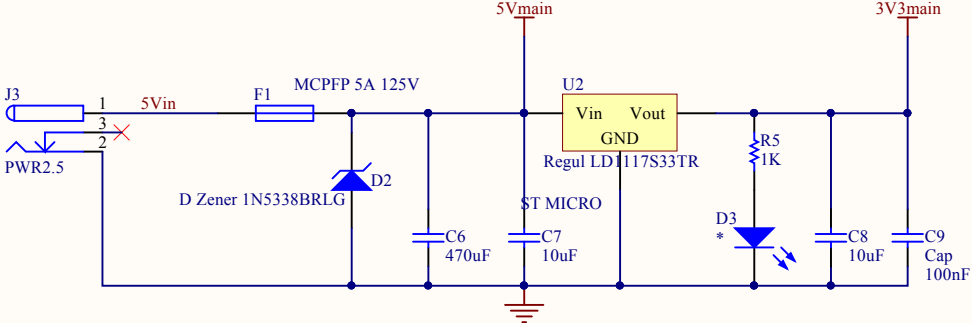 5Vmain
3V3main
J3
1
5Vin
F1
MCPFP 5A 125V
U2
Vin
Vout
GND
3
2
PWR2.5
Regul LD1117S33TR
R5
1K
D2
D Zener 1N5338BRLG
ST MICRO
D3
*
C6
470uF
C7
10uF
C8
10uF
C9
Cap
100nF